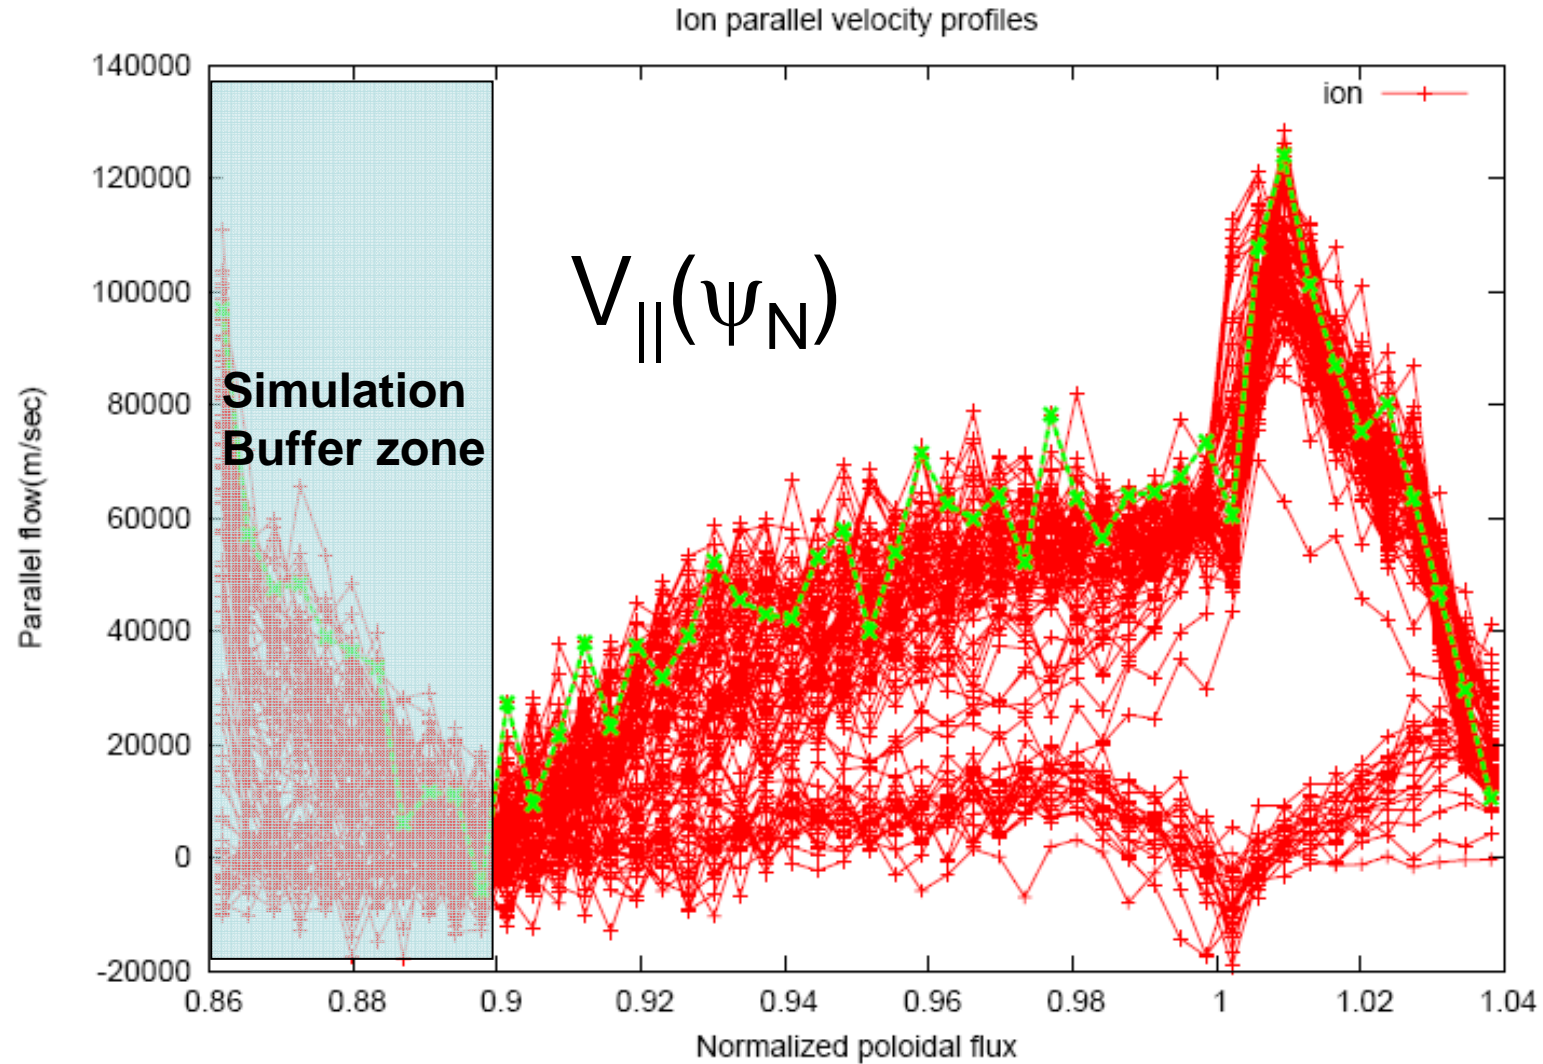 Ion parallel velocity profiles
140000
120000
100000
80000
60000
40000
20000
0
-20000
Parallel flow(m/sec)
ion
V||(ψN)
Simulation
Buffer zone
0.86 0.88 0.9 0.92 0.94 0.96 0.98 1 1.02 1.04
Normalized poloidal flux